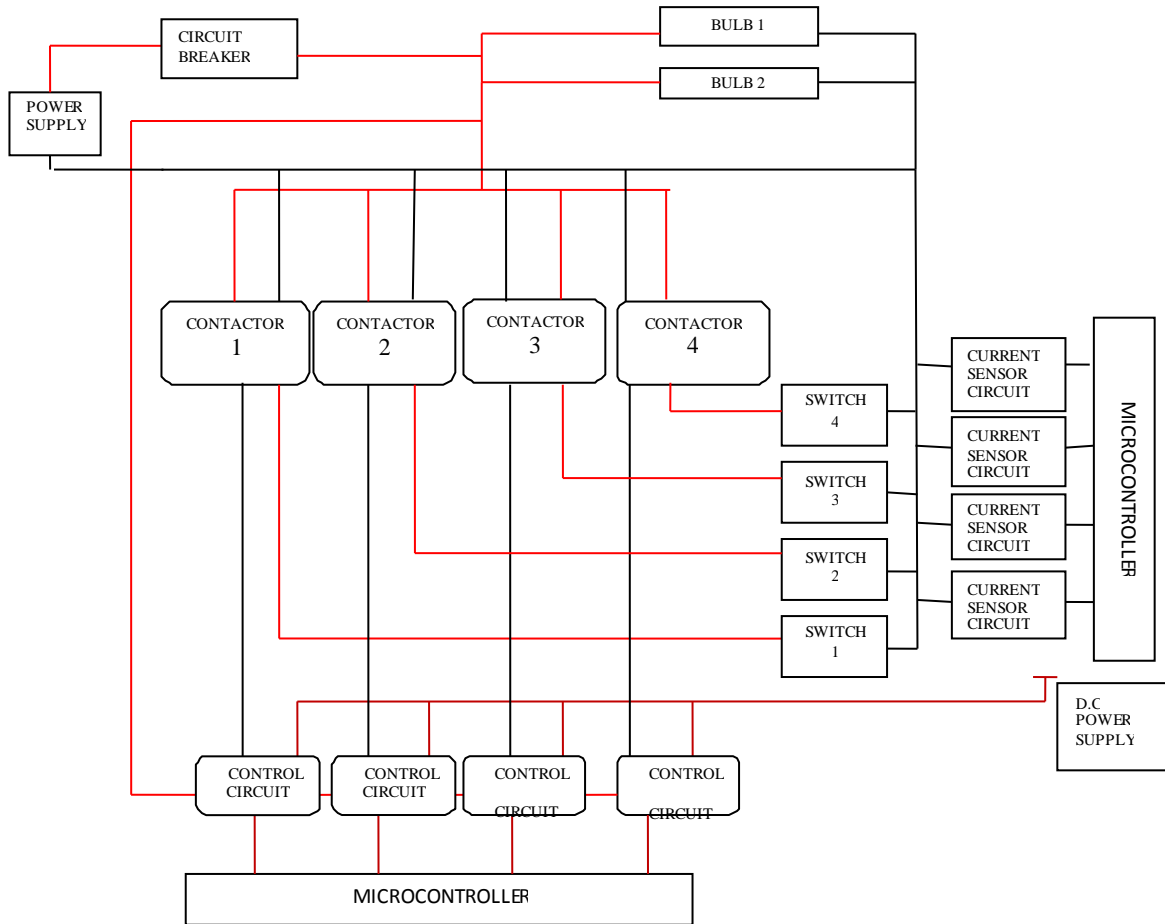 CIRCUIT
BREAKER
BULB 1
BULB 2
POWER
SUPPLY
CONTACTOR
1
CONTACTOR
2
CONTACTOR
3
CONTACTOR
4
SWITCH
4
SWITCH
3
SWITCH
2
SWITCH
1
CURRENT
SENSOR
CIRCUIT
CURRENT
SENSOR
CIRCUIT
CURRENT
SENSOR
CIRCUIT
CURRENT
SENSOR
CIRCUIT
MICROCONTROLLER
D.C
POWER
SUPPLY
CONTROL
CIRCUIT
CONTROL
CIRCUIT
CONTROL
CIRCUIT
CONTROL
CIRCUIT
MICROCONTROLLER